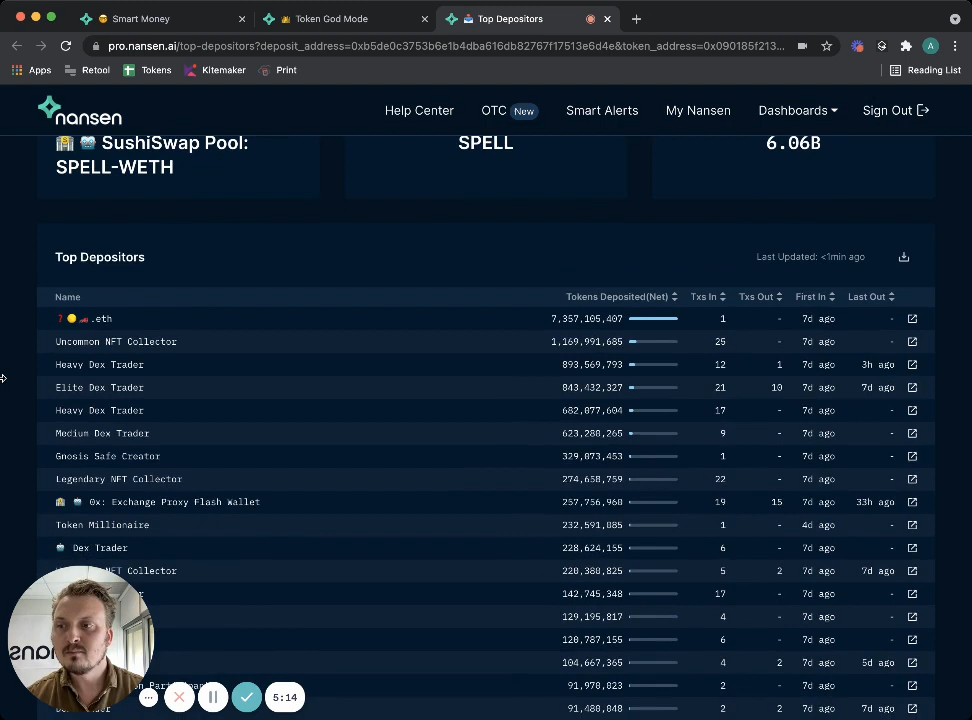 Smart Money
Token God Mode
Top Depositors
pro.nansen.ai/top-depositors?deposit_address=0xb5de0c3753b6e1b4dba616db82767f17513e6d4e&token_address=0x090185f213...
A
Apps
Retool
Tokens
Kitemaker
Print
Reading List
nansen
Help Center
OTC New
Smart Alerts
My Nansen
Dashboards
Sign Out
SushiSwap Pool:
SPELL-WETH
SPELL
6.06B
Top Depositors
Last Updated: <1min ago
Name Tokens Deposited(Net) Txs In Txs Out First In Last Out
.eth 7,357,105,407 1 - 7d ago -
Uncommon NFT Collector 1,169,991,685 25 - 7d ago -
Heavy Dex Trader 893,569,793 12 1 7d ago 3h ago
Elite Dex Trader 843,432,327 21 10 7d ago 7d ago
Heavy Dex Trader 682,077,604 17 - 7d ago -
Medium Dex Trader 623,280,265 9 - 7d ago -
Gnosis Safe Creator 329,073,453 1 - 7d ago -
Legendary NFT Collector 274,658,759 22 - 7d ago -
0x: Exchange Proxy Flash Wallet 257,756,960 19 15 7d ago 33h ago
Token Millionaire 232,591,085 1 - 4d ago -
Dex Trader 228,624,155 6 - 7d ago -
NFT Collector 220,380,825 5 2 7d ago 7d ago
142,745,348 17 - 7d ago -
129,195,817 4 - 7d ago -
120,787,155 6 - 7d ago -
104,667,365 4 2 7d ago 5d ago
91,970,023 2 - 7d ago -
91,480,048 2 2 7d ago 7d ago
5:14